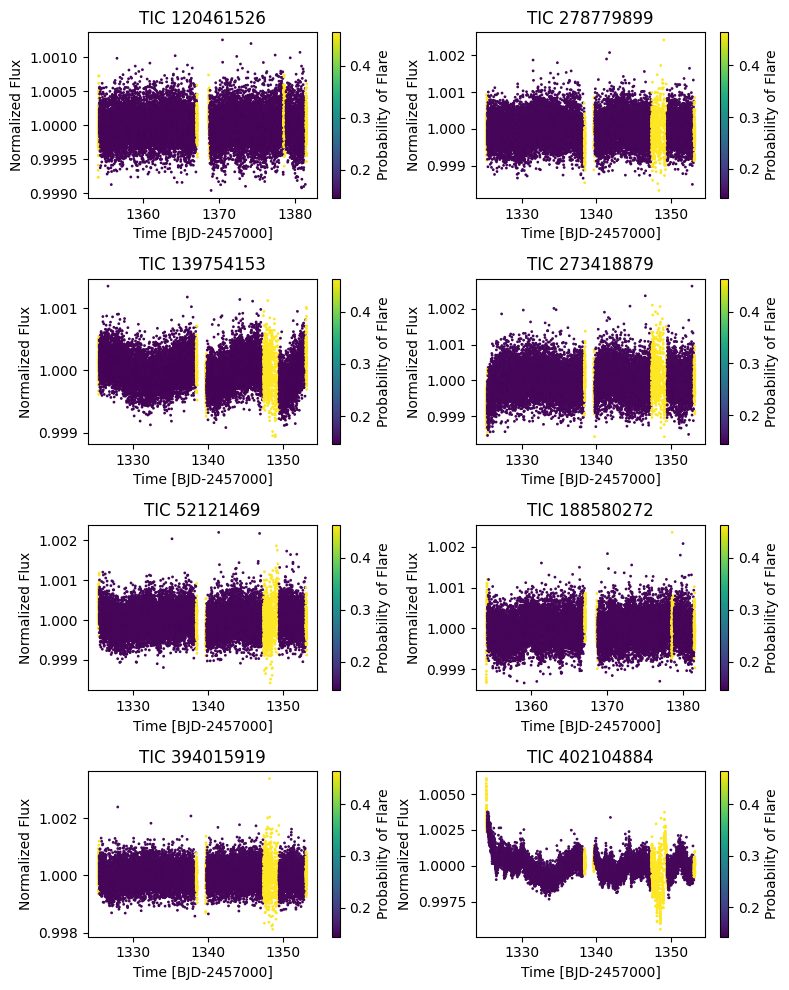 TIC 120461526
Normalized Flux
1.0010
1.0005
1.0000
0.9995
0.9990
1360
1370
1380
Time [BJD-2457000]
0.4
0.3
0.2
Probability of Flare
TIC 278779899
Normalized Flux
1.002
1.001
1.000
0.999
1330
1340
1350
Time [BJD-2457000]
0.4
0.3
0.2
Probability of Flare
TIC 139754153
Normalized Flux
1.001
1.000
0.999
1330
1340
1350
Time [BJD-2457000]
0.4
0.3
0.2
Probability of Flare
TIC 273418879
Normalized Flux
1.002
1.001
1.000
0.999
1330
1340
1350
Time [BJD-2457000]
0.4
0.3
0.2
Probability of Flare
TIC 52121469
Normalized Flux
1.002
1.001
1.000
0.999
1330
1340
1350
Time [BJD-2457000]
0.4
0.3
0.2
Probability of Flare
TIC 188580272
Normalized Flux
1.002
1.001
1.000
0.999
1360
1370
1380
Time [BJD-2457000]
0.4
0.3
0.2
Probability of Flare
TIC 394015919
Normalized Flux
1.002
1.000
0.998
1330
1340
1350
Time [BJD-2457000]
0.4
0.3
0.2
Probability of Flare
TIC 402104884
Normalized Flux
1.0050
1.0025
1.0000
0.9975
1330
1340
1350
Time [BJD-2457000]
0.4
0.3
0.2
Probability of Flare